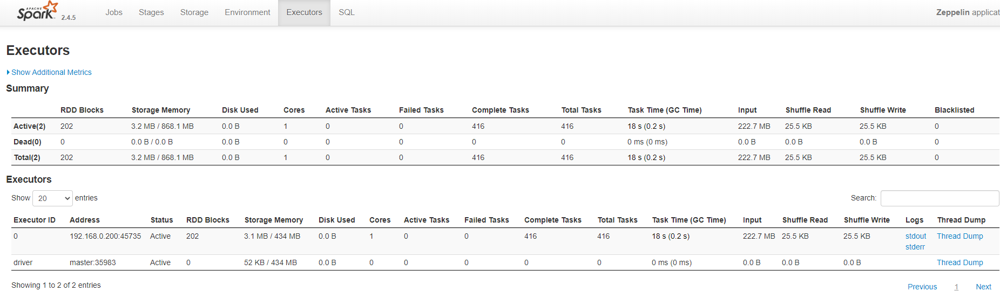 APACHE Spark 2.4.5 Jobs Stages Storage Environment Executors SQL Zeppelin applicat
Executors
Show Additional Metrics
Summary
RDD Blocks Storage Memory Disk Used Cores Active Tasks Failed Tasks Complete Tasks Total Tasks Task Time (GC Time) Input Shuffle Read Shuffle Write Blacklisted
Active(2) 202 3.2 MB / 868.1 MB 0.0 B 1 0 0 416 416 18 s (0.2 s) 222.7 MB 25.5 KB 25.5 KB 0
Dead(0) 0 0.0 B / 0.0 B 0.0 B 0 0 0 0 0 0 ms (0 ms) 0.0 B 0.0 B 0.0 B 0
Total(2) 202 3.2 MB / 868.1 MB 0.0 B 1 0 0 416 416 18 s (0.2 s) 222.7 MB 25.5 KB 25.5 KB 0
Executors
Show 20 entries Search:
Executor ID Address Status RDD Blocks Storage Memory Disk Used Cores Active Tasks Failed Tasks Complete Tasks Total Tasks Task Time (GC Time) Input Shuffle Read Shuffle Write Logs Thread Dump
0 192.168.0.200:45735 Active 202 3.1 MB / 434 MB 0.0 B 1 0 0 416 416 18 s (0.2 s) 222.7 MB 25.5 KB 25.5 KB stdout Thread Dump
stderr
driver master:35983 Active 0 52 KB / 434 MB 0.0 B 0 0 0 0 0 0 ms (0 ms) 0.0 B 0.0 B 0.0 B Thread Dump
Showing 1 to 2 of 2 entries Previous 1 Next